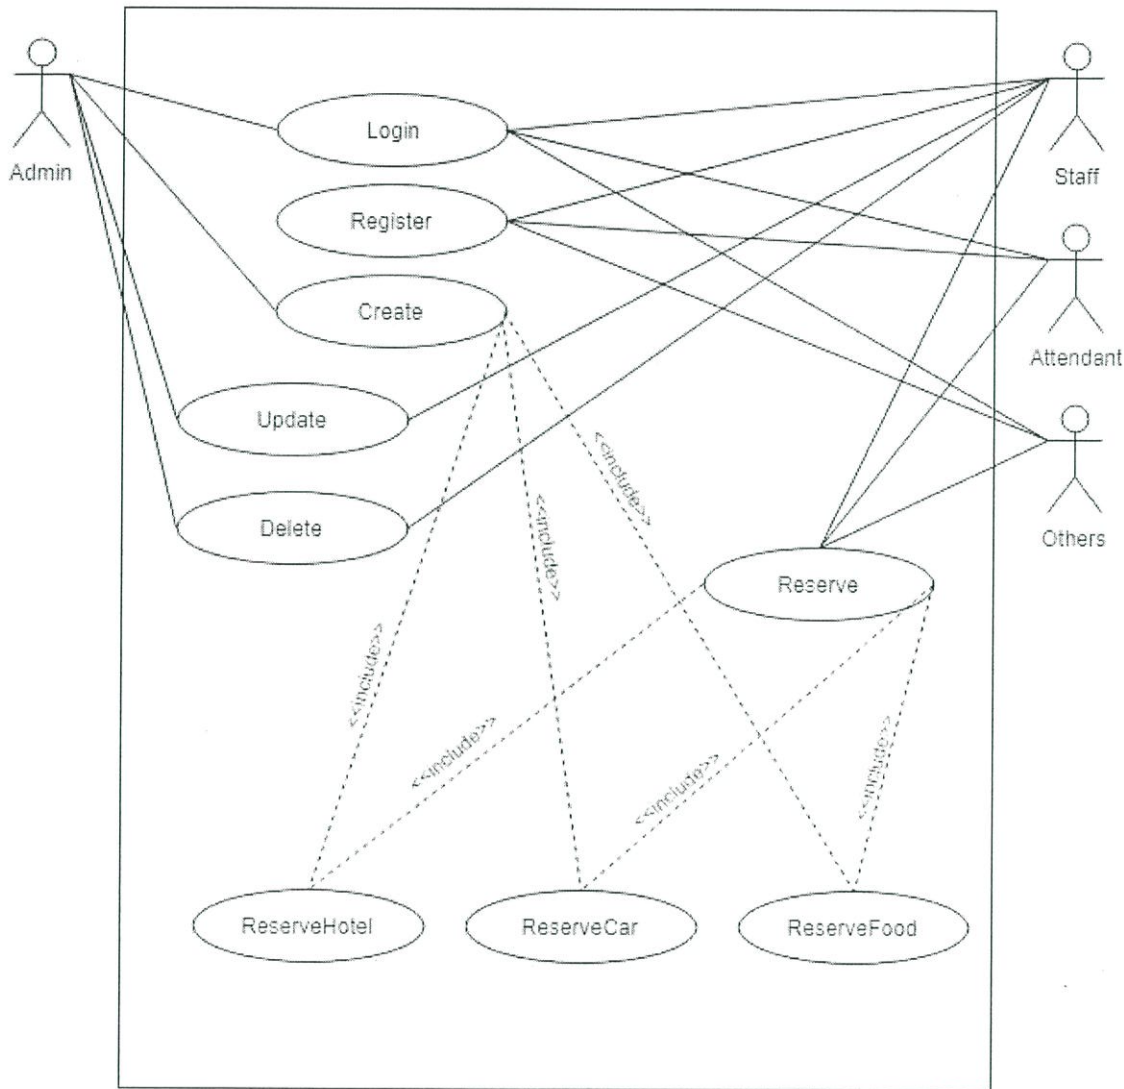 Admin
Staff
Attendant
Others
Login
Register
Create
Update
Delete
Reserve
<<include>>
<<include>>
<<include>>
<<include>>
<<include>>
<<include>>
ReserveHotel
ReserveCar
ReserveFood